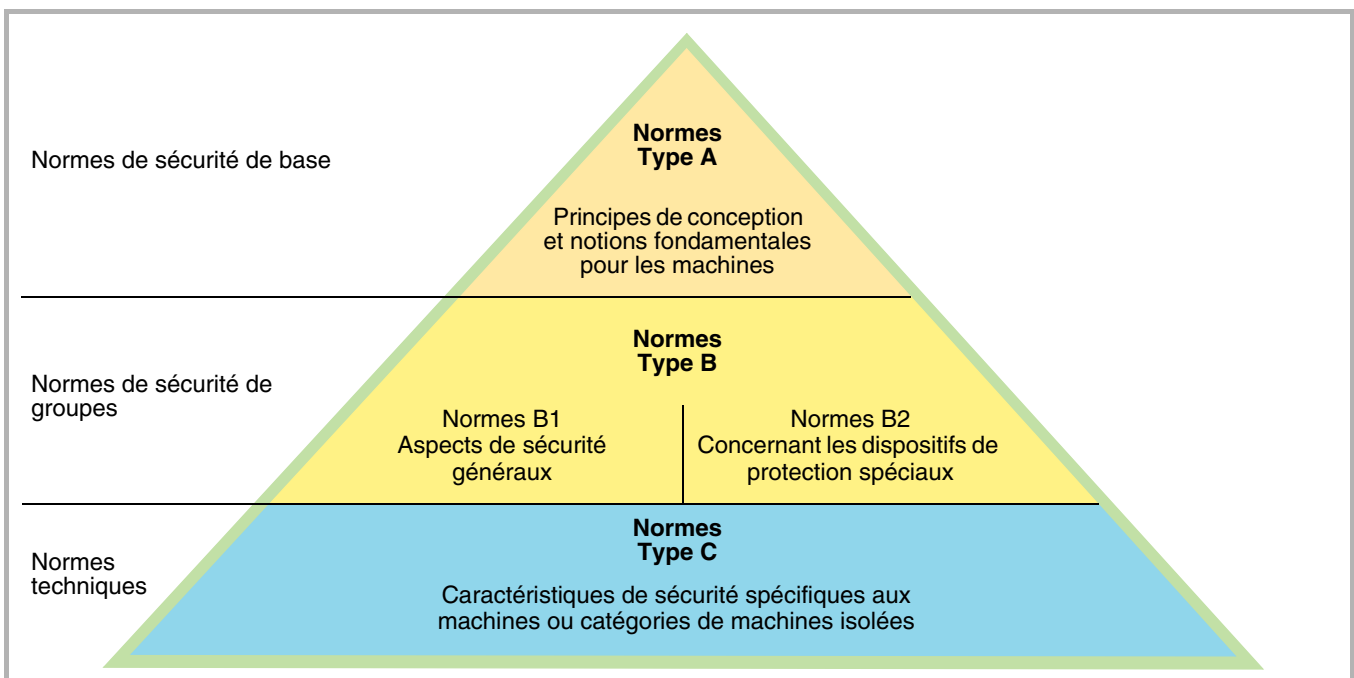 Normes de sécurité de base
Normes
Type A
Principes de conception
et notions fondamentales
pour les machines
Normes de sécurité de
groupes
Normes
Type B
Normes B1
Aspects de sécurité
généraux
Normes B2
Concernant les dispositifs de
protection spéciaux
Normes
techniques
Normes
Type C
Caractéristiques de sécurité spécifiques aux
machines ou catégories de machines isolées